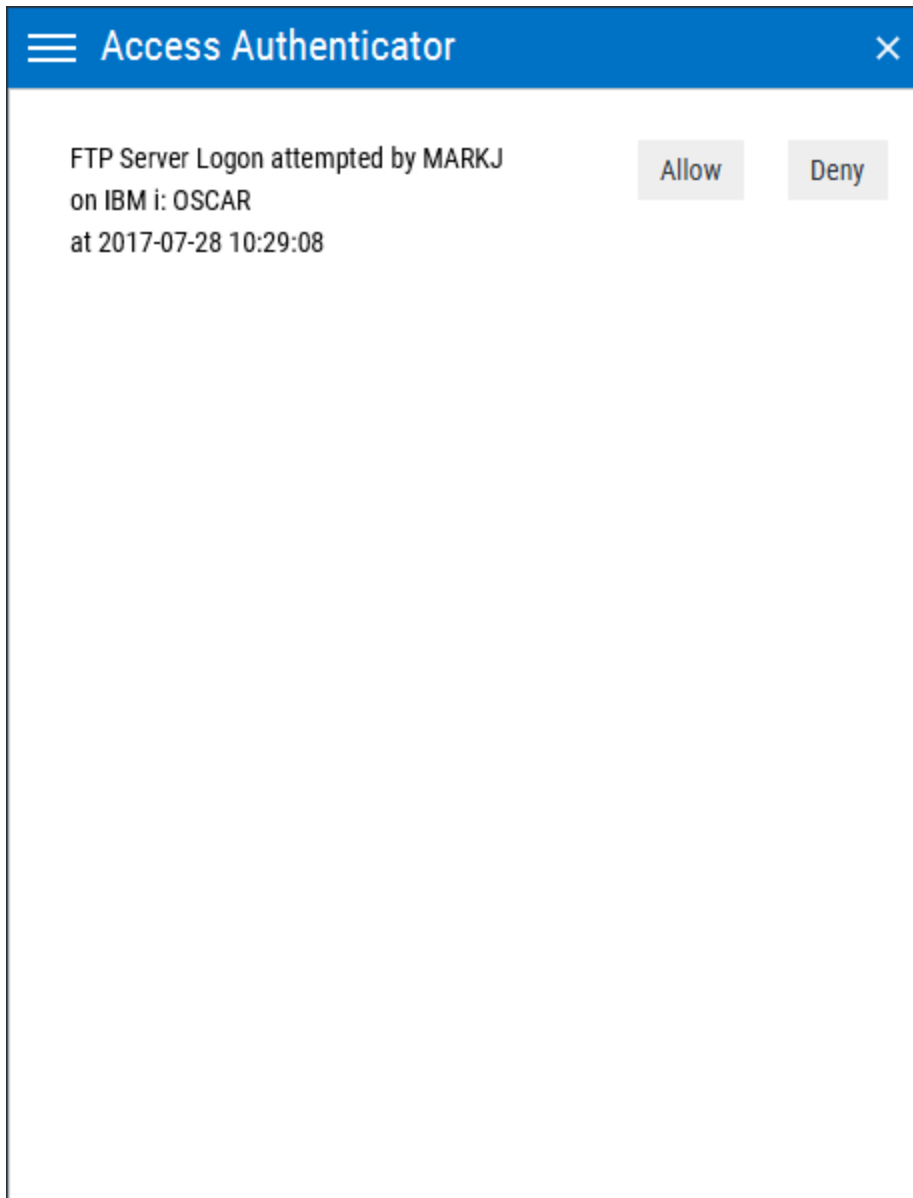 Access Authenticator
FTP Server Logon attempted by MARKJ
on IBM i: OSCAR
at 2017-07-28 10:29:08
Allow
Deny